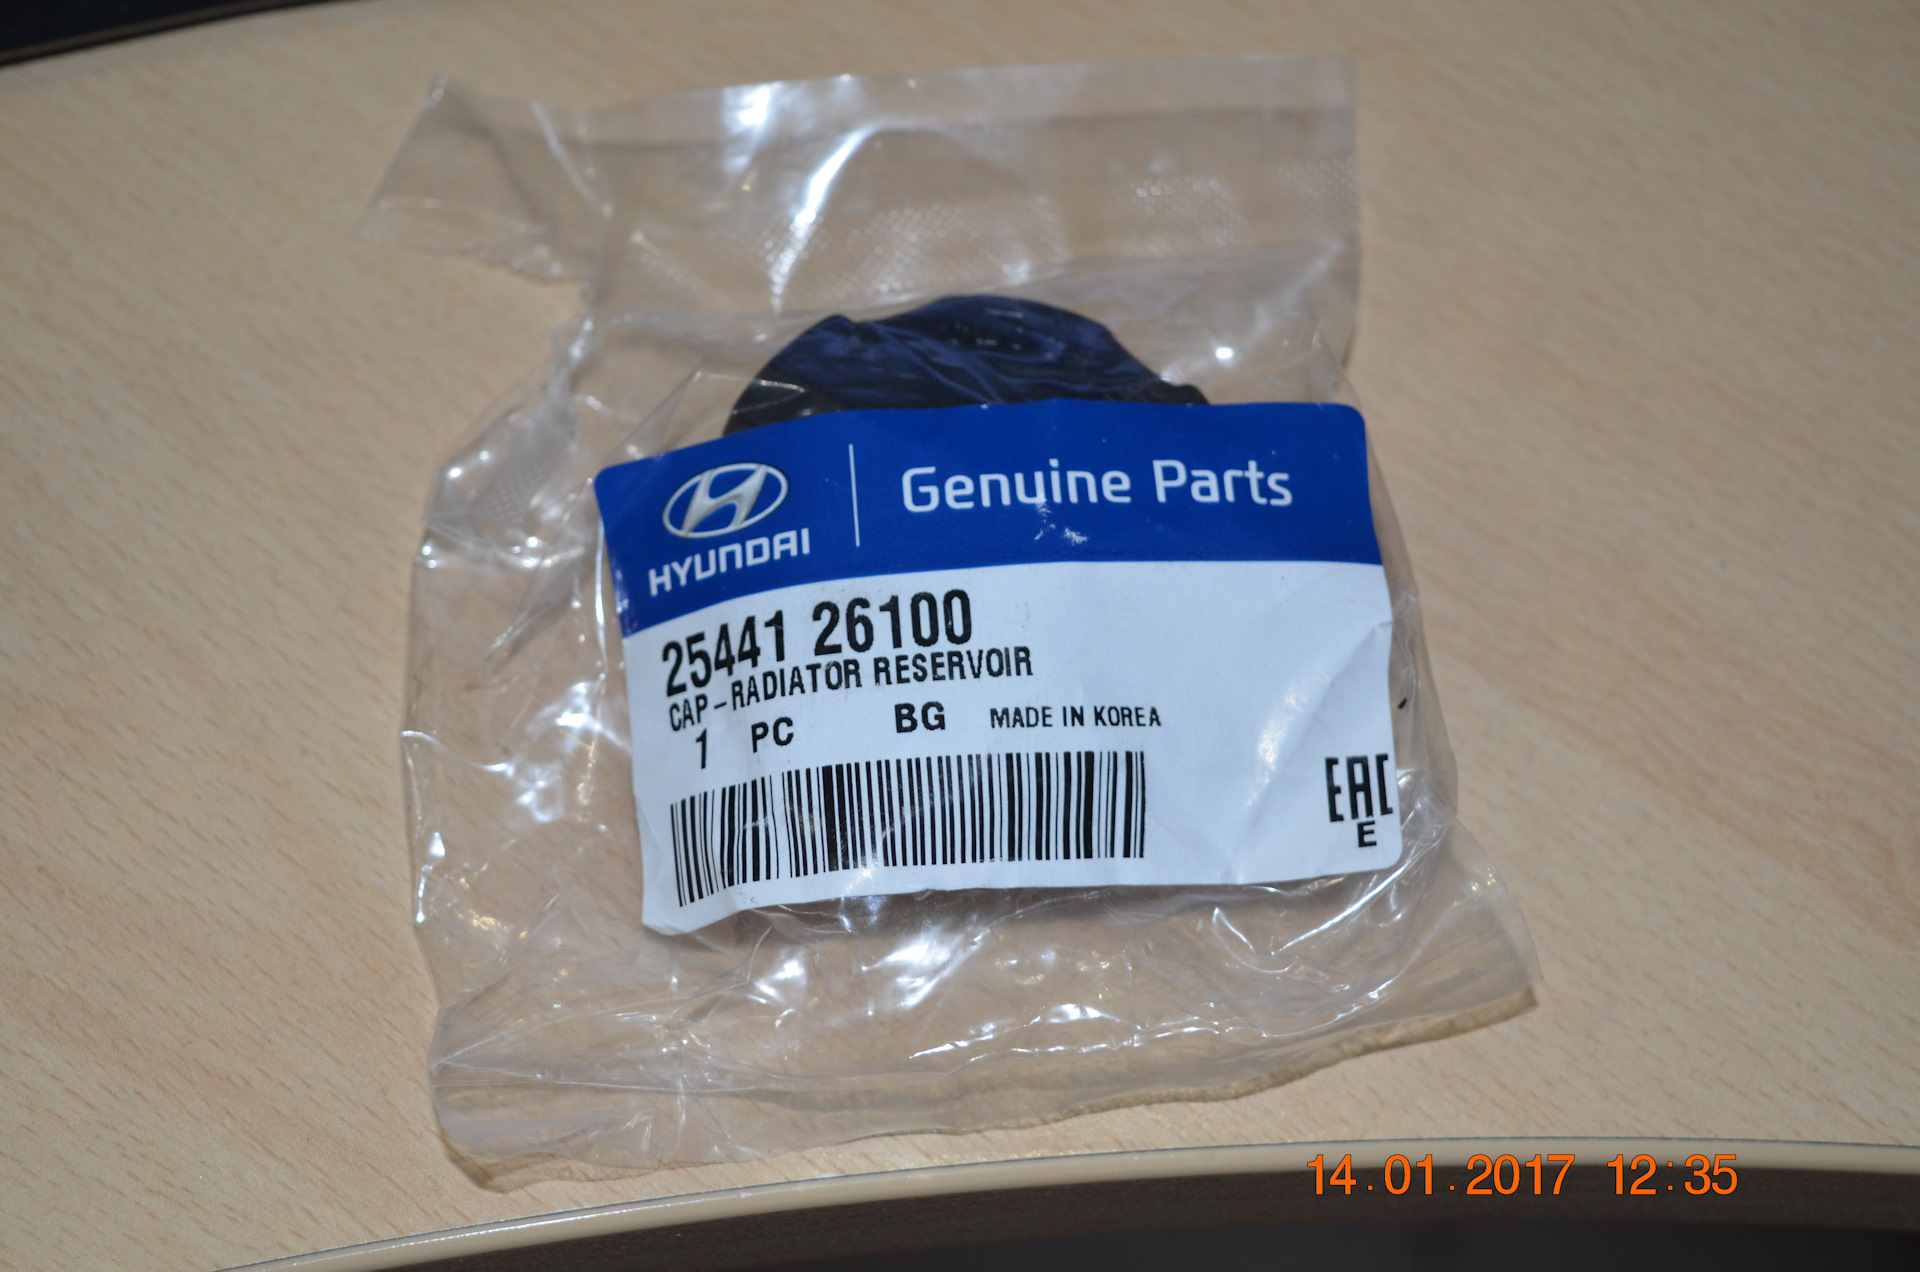 HYUNDAI
Genuine Parts
25441 26100
CAP-RADIATOR RESERVOIR
1 PC BG MADE IN KOREA
EAC
E
14.01.2017 12:35